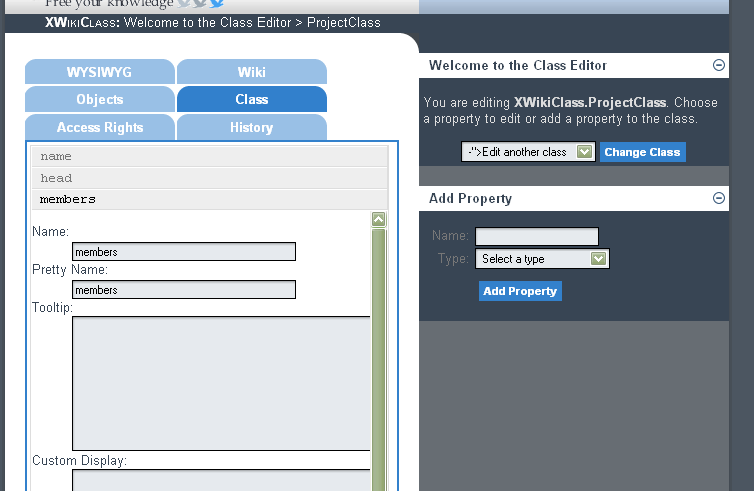 Free your knowledge
XWikiClass: Welcome to the Class Editor > ProjectClass
WYSIWYG
Wiki
Objects
Class
Access Rights
History
name
head
members
Name:
members
Pretty Name:
members
Tooltip:
Custom Display:
Welcome to the Class Editor
You are editing XWikiClass.ProjectClass. Choose
a property to edit or add a property to the class.
-">Edit another class
Change Class
Add Property
Name:
Type: Select a type
Add Property